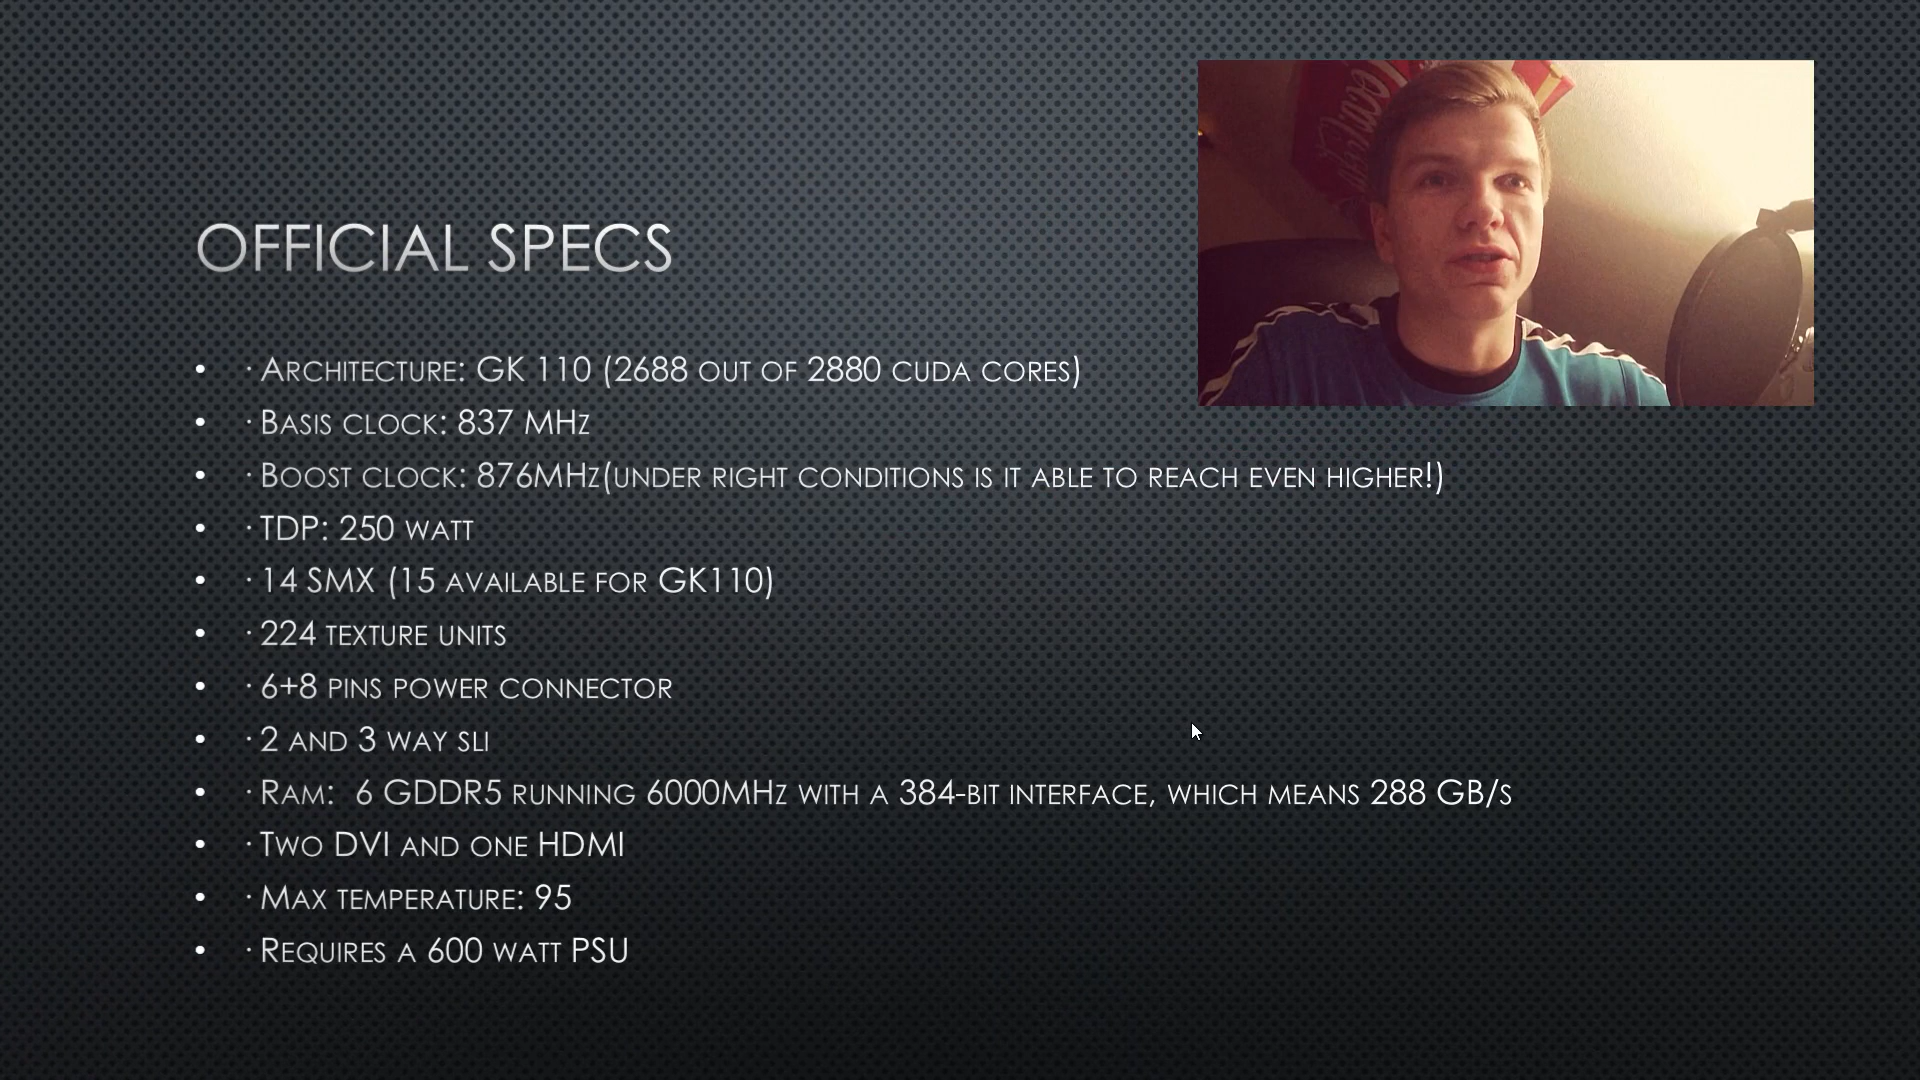 OFFICIAL SPECS
• · ARCHITECTURE: GK 110 (2688 OUT OF 2880 CUDA CORES)
• · BASIS CLOCK: 837 MHZ
• · BOOST CLOCK: 876MHZ(UNDER RIGHT CONDITIONS IS IT ABLE TO REACH EVEN HIGHER!)
• · TDP: 250 WATT
• · 14 SMX (15 AVAILABLE FOR GK110)
• · 224 TEXTURE UNITS
• · 6+8 PINS POWER CONNECTOR
• · 2 AND 3 WAY SLI
• · RAM:  6 GDDR5 RUNNING 6000MHZ WITH A 384-BIT INTERFACE, WHICH MEANS 288 GB/S
• · TWO DVI AND ONE HDMI
• · MAX TEMPERATURE: 95
• · REQUIRES A 600 WATT PSU